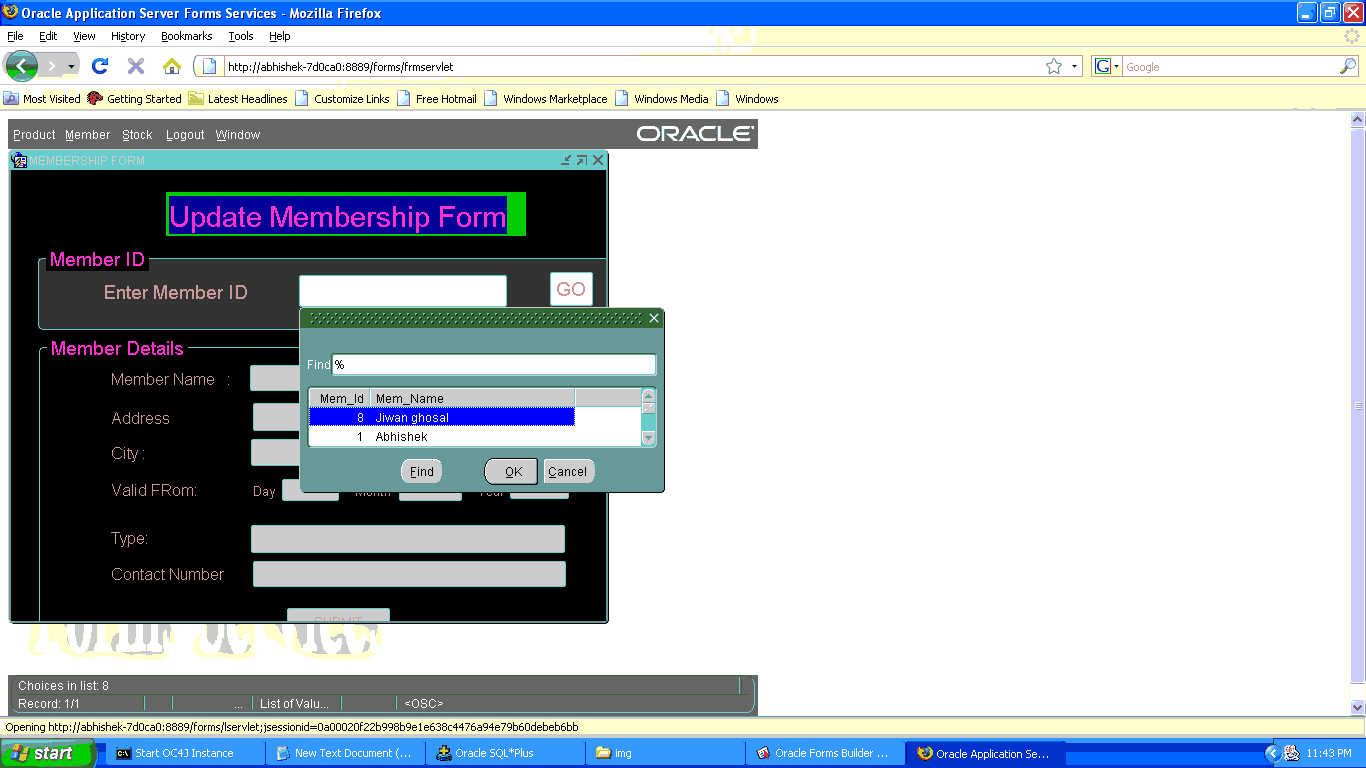 Oracle Application Server Forms Services - Mozilla Firefox
File Edit View History Bookmarks Tools Help
http://abhishek-7d0ca0:8889/forms/frmservlet
G Google
Most Visited Getting Started Latest Headlines Customize Links Free Hotmail Windows Marketplace Windows Media Windows
Product Member Stock Logout Window ORACLE
MEMBERSHIP FORM
Update Membership Form
Member ID
Enter Member ID GO
Find %
Member Details
Member Name :
Mem_Id Mem_Name
8 Jiwan ghosal
1 Abhishek
Address
City :
Find OK Cancel
Valid FRom: Day Month Year
Type:
Contact Number
SUBMIT
Choices in list: 8
Record: 1/1 ... List of Valu... <OSC>
Opening http://abhishek-7d0ca0:8889/forms/lservlet;jsessionid=0a00020f22b998b9e1e638c4476a94e79b60debeb6bb
start Start OC4J Instance New Text Document (... Oracle SQL*Plus img Oracle Forms Builder ... Oracle Application Se... 11:43 PM